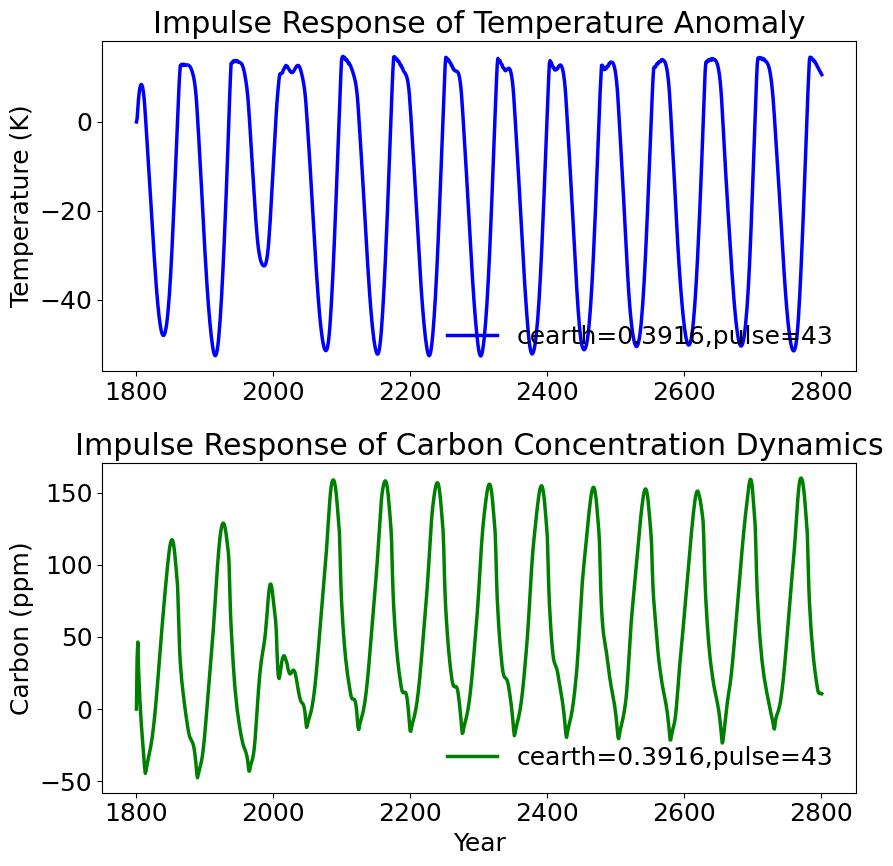 Impulse Response of Temperature Anomaly
Temperature (K)
0
−20
−40
cearth=0.3916,pulse=43
1800 2000 2200 2400 2600 2800
Impulse Response of Carbon Concentration Dynamics
Carbon (ppm)
150
100
50
0
−50
cearth=0.3916,pulse=43
1800 2000 2200 2400 2600 2800
Year